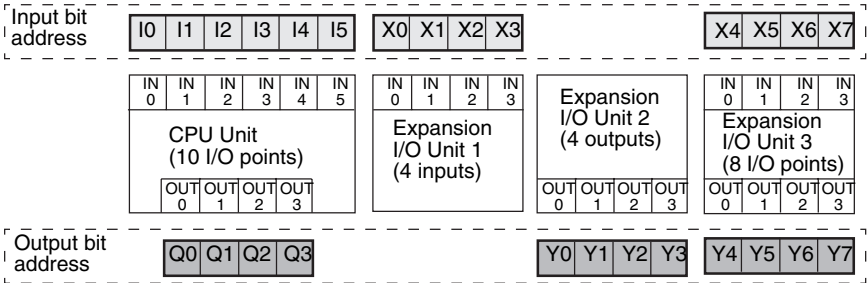 Input bit
address
I0 I1 I2 I3 I4 I5 X0 X1 X2 X3 X4 X5 X6 X7
IN IN IN IN IN IN IN IN IN IN IN IN IN IN
0 1 2 3 4 5 0 1 2 3 0 1 2 3
CPU Unit
(10 I/O points)
OUT OUT OUT OUT
0 1 2 3
Expansion
I/O Unit 1
(4 inputs)
Expansion
I/O Unit 2
(4 outputs)
OUT OUT OUT OUT
0 1 2 3
Expansion
I/O Unit 3
(8 I/O points)
OUT OUT OUT OUT
0 1 2 3
Output bit
address
Q0 Q1 Q2 Q3 Y0 Y1 Y2 Y3 Y4 Y5 Y6 Y7